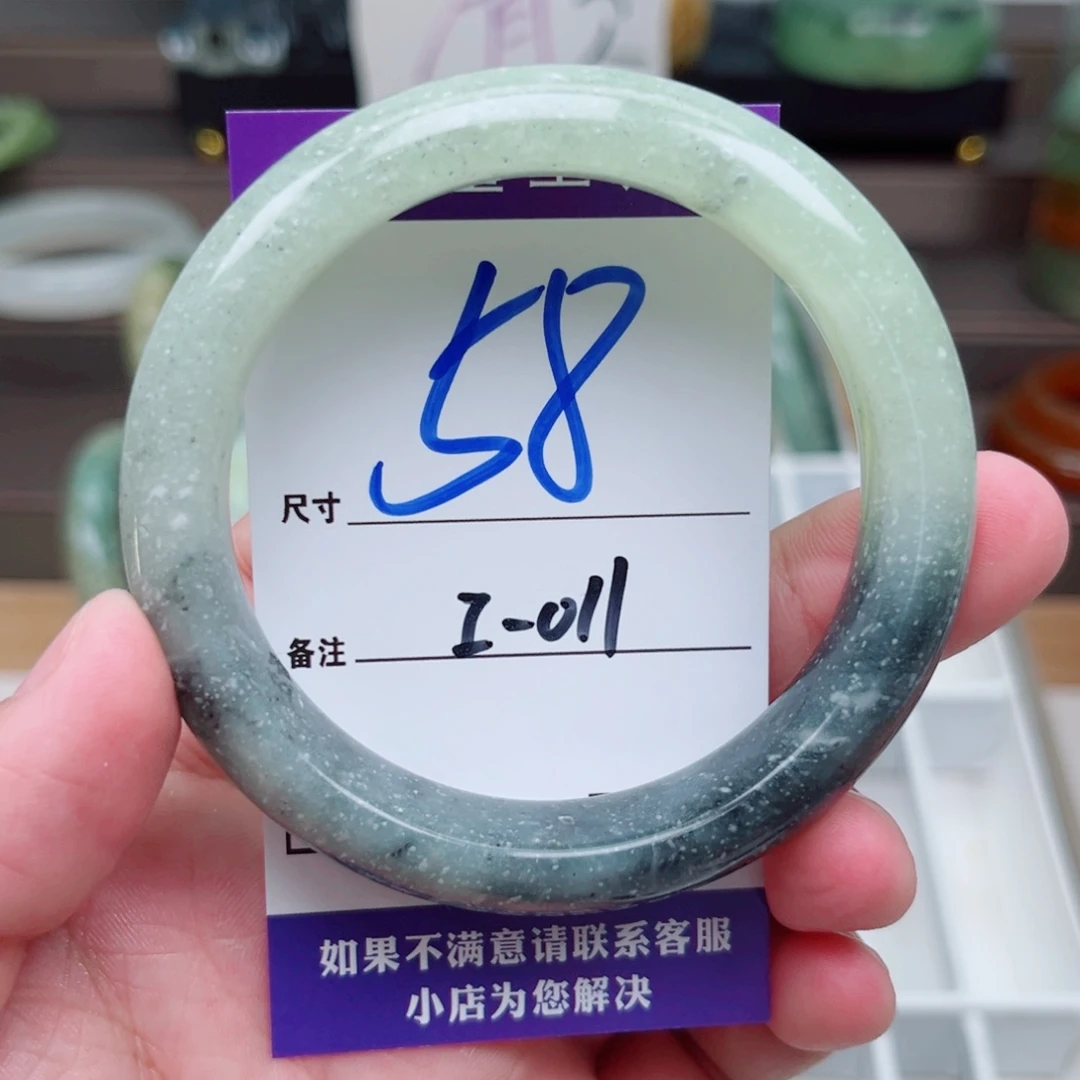 58
尺寸
I-011
备注
如果不满意请联系客服
小店为您解决